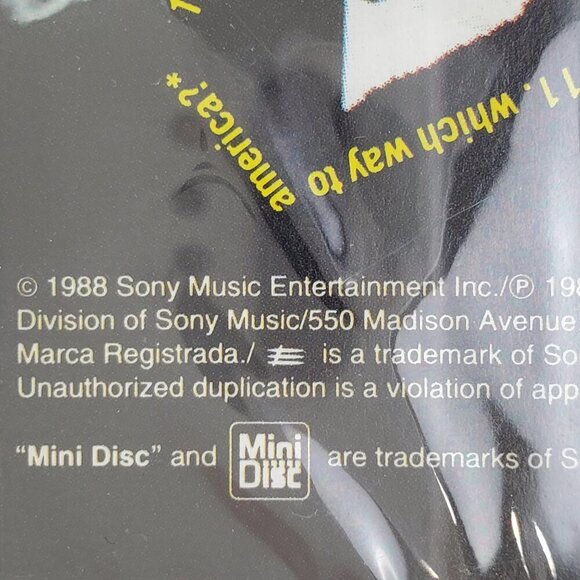 11. which way to
america?*
© 1988 Sony Music Entertainment Inc./Ⓟ 198
Division of Sony Music/550 Madison Avenue
Marca Registrada./ is a trademark of So
Unauthorized duplication is a violation of app
"Mini Disc" and Mini Disc are trademarks of S